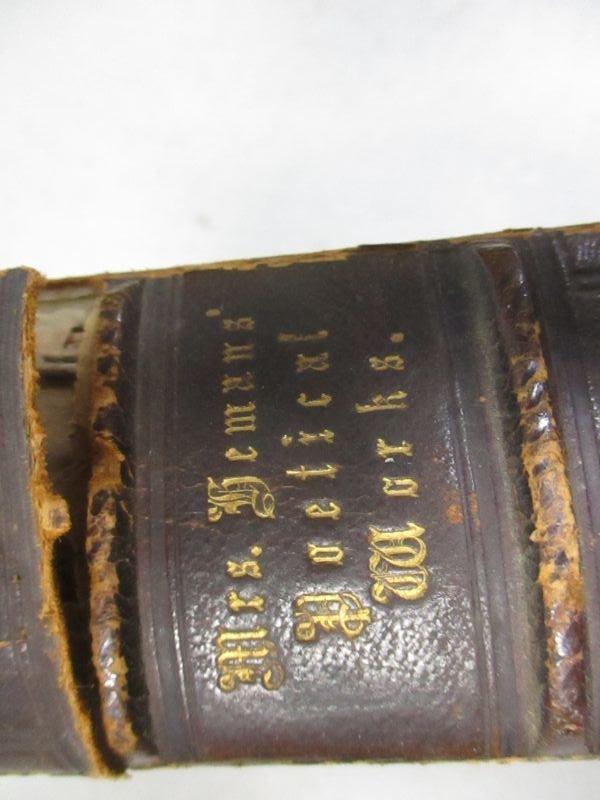 Mrs. Hemans'
Poetical
Works.